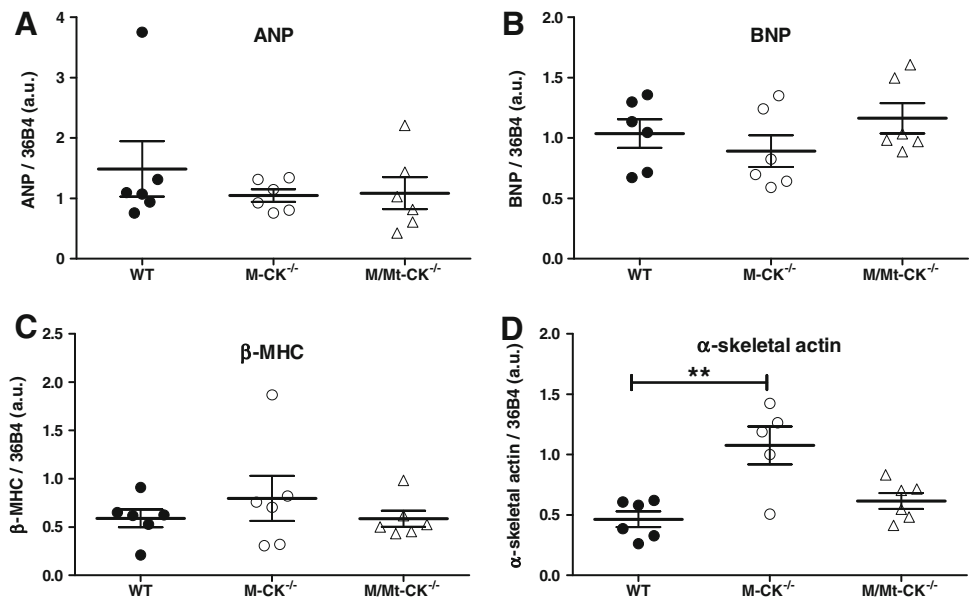 A
ANP
ANP / 36B4 (a.u.)
4
3
2
1
0
WT
M-CK-/-
M/Mt-CK-/-
B
BNP
BNP / 36B4 (a.u.)
2.0
1.5
1.0
0.5
0.0
WT
M-CK-/-
M/Mt-CK-/-
C
β-MHC
β-MHC / 36B4 (a.u.)
2.5
2.0
1.5
1.0
0.5
0.0
WT
M-CK-/-
M/Mt-CK-/-
D
α-skeletal actin
α-skeletal actin / 36B4 (a.u.)
2.0
1.5
1.0
0.5
0.0
**
WT
M-CK-/-
M/Mt-CK-/-